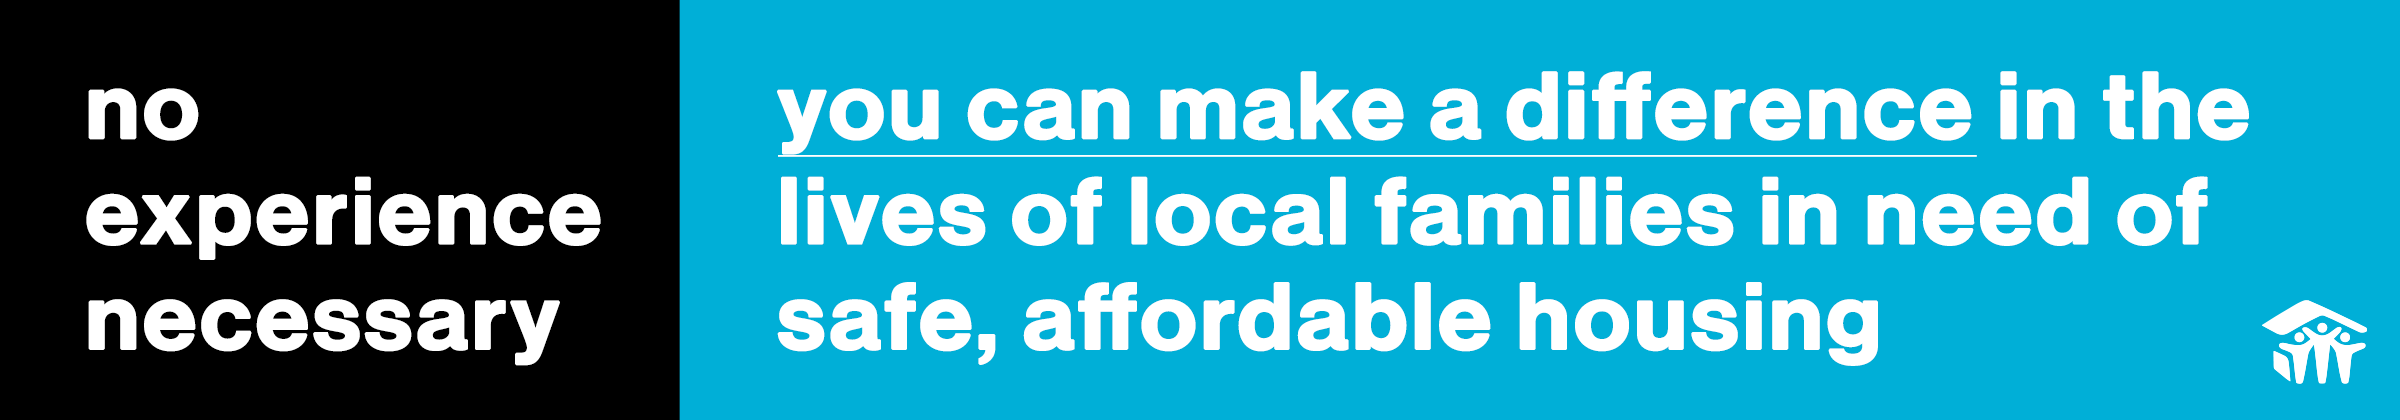 no
experience
necessary
you can make a difference in the
lives of local families in need of
safe, affordable housing